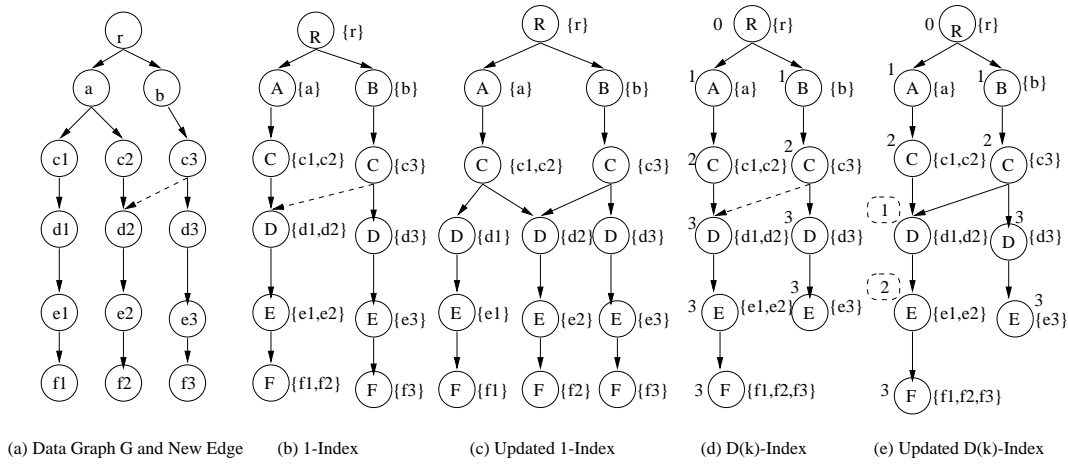 r
a
b
c1
c2
c3
d1
d2
d3
e1
e2
e3
f1
f2
f3
(a) Data Graph G and New Edge
R {r}
A {a}
B {b}
C {c1,c2}
C {c3}
D {d1,d2}
D {d3}
E {e1,e2}
E {e3}
F {f1,f2}
F {f3}
(b) 1-Index
R {r}
A {a}
B {b}
C {c1,c2}
C {c3}
D {d1}
D {d2}
D {d3}
E {e1}
E {e2}
E {e3}
F {f1}
F {f2}
F {f3}
(c) Updated 1-Index
0 R {r}
1 A {a}
1 B {b}
2 C {c1,c2}
2 C {c3}
3 D {d1,d2}
3 D {d3}
3 E {e1,e2}
3 E {e3}
3 F {f1,f2,f3}
(d) D(k)-Index
0 R {r}
1 A {a}
1 B {b}
2 C {c1,c2}
2 C {c3}
1 D {d1,d2}
3 D {d3}
2 E {e1,e2}
3 E {e3}
3 F {f1,f2,f3}
(e) Updated D(k)-Index